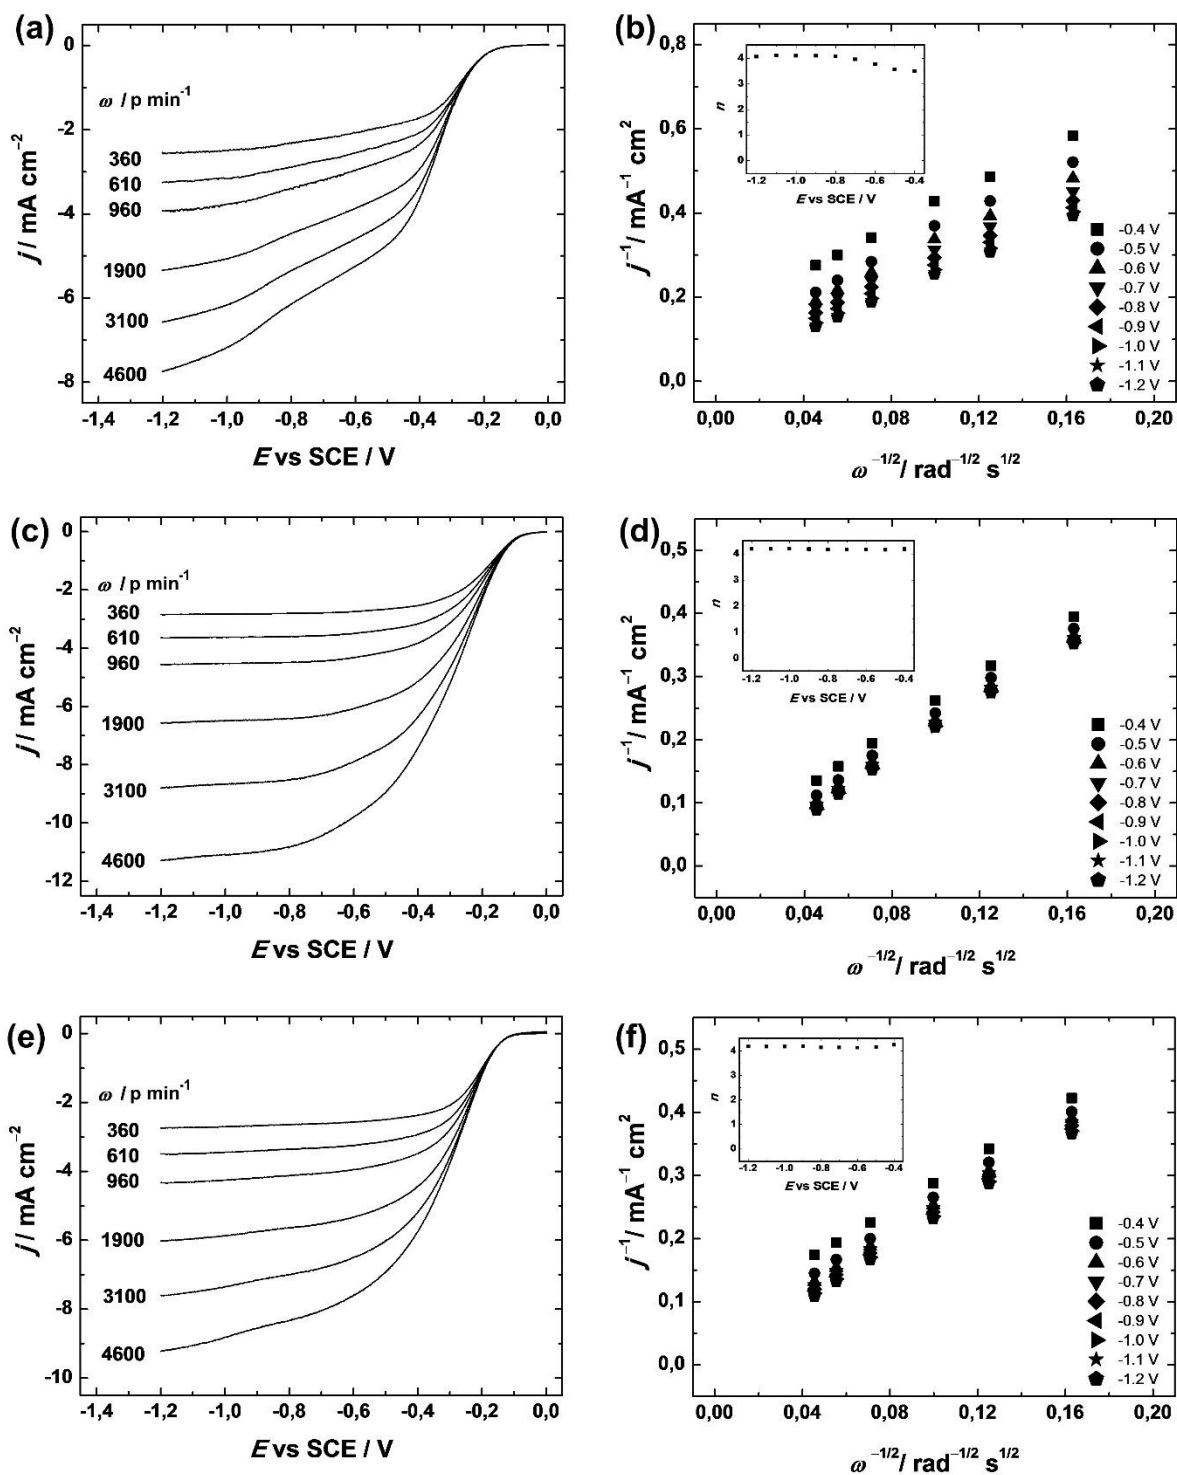 (a)
j / mA cm−2
0
-2
-4
-6
-8
ω / p min-1
360
610
960
1900
3100
4600
-1,4 -1,2 -1,0 -0,8 -0,6 -0,4 -0,2 0,0
E vs SCE / V
(b)
j−1/ mA−1 cm2
0,8
0,6
0,4
0,2
0,0
n
4
3
2
1
0
-1.2 -1.0 -0.8 -0.6 -0.4
E vs SCE / V
-0.4 V
-0.5 V
-0.6 V
-0.7 V
-0.8 V
-0.9 V
-1.0 V
-1.1 V
-1.2 V
0,00 0,04 0,08 0,12 0,16 0,20
ω −1/2/ rad−1/2 s1/2
(c)
j / mA cm−2
0
-2
-4
-6
-8
-10
-12
ω / p min-1
360
610
960
1900
3100
4600
-1,4 -1,2 -1,0 -0,8 -0,6 -0,4 -0,2 0,0
E vs SCE / V
(d)
j−1/ mA−1 cm2
0,5
0,4
0,3
0,2
0,1
0,0
n
4
3
2
1
0
-1.2 -1.0 -0.8 -0.6 -0.4
E vs SCE / V
-0.4 V
-0.5 V
-0.6 V
-0.7 V
-0.8 V
-0.9 V
-1.0 V
-1.1 V
-1.2 V
0,00 0,04 0,08 0,12 0,16 0,20
ω −1/2/ rad−1/2 s1/2
(e)
j / mA cm−2
0
-2
-4
-6
-8
-10
ω / p min-1
360
610
960
1900
3100
4600
-1,4 -1,2 -1,0 -0,8 -0,6 -0,4 -0,2 0,0
E vs SCE / V
(f)
j−1/ mA−1 cm2
0,5
0,4
0,3
0,2
0,1
0,0
n
4
3
2
1
0
-1.2 -1.0 -0.8 -0.6 -0.4
E vs SCE / V
-0.4 V
-0.5 V
-0.6 V
-0.7 V
-0.8 V
-0.9 V
-1.0 V
-1.1 V
-1.2 V
0,00 0,04 0,08 0,12 0,16 0,20
ω −1/2/ rad−1/2 s1/2